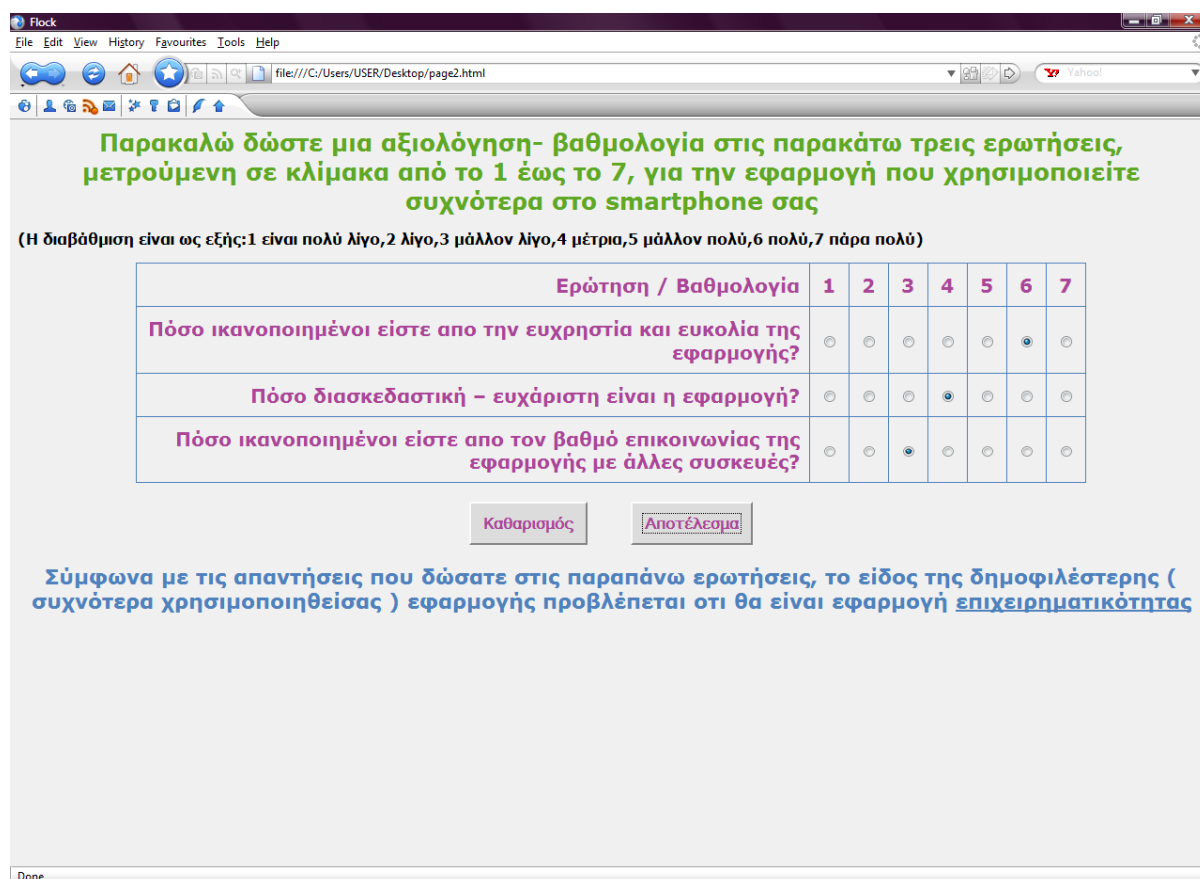 Flock
File Edit View History Favourites Tools Help
file:///C:/Users/USER/Desktop/page2.html Yahoo!
Παρακαλώ δώστε μια αξιολόγηση- βαθμολογία στις παρακάτω τρεις ερωτήσεις,
μετρούμενη σε κλίμακα από το 1 έως το 7, για την εφαρμογή που χρησιμοποιείτε
συχνότερα στο smartphone σας
(Η διαβάθμιση είναι ως εξής:1 είναι πολύ λίγο,2 λίγο,3 μάλλον λίγο,4 μέτρια,5 μάλλον πολύ,6 πολύ,7 πάρα πολύ)
Ερώτηση / Βαθμολογία 1 2 3 4 5 6 7
Πόσο ικανοποιημένοι είστε απο την ευχρηστία και ευκολία της
εφαρμογής?
Πόσο διασκεδαστική – ευχάριστη είναι η εφαρμογή?
Πόσο ικανοποιημένοι είστε απο τον βαθμό επικοινωνίας της
εφαρμογής με άλλες συσκευές?
Καθαρισμός Αποτέλεσμα
Σύμφωνα με τις απαντήσεις που δώσατε στις παραπάνω ερωτήσεις, το είδος της δημοφιλέστερης (
συχνότερα χρησιμοποιηθείσας ) εφαρμογής προβλέπεται οτι θα είναι εφαρμογή επιχειρηματικότητας
Done